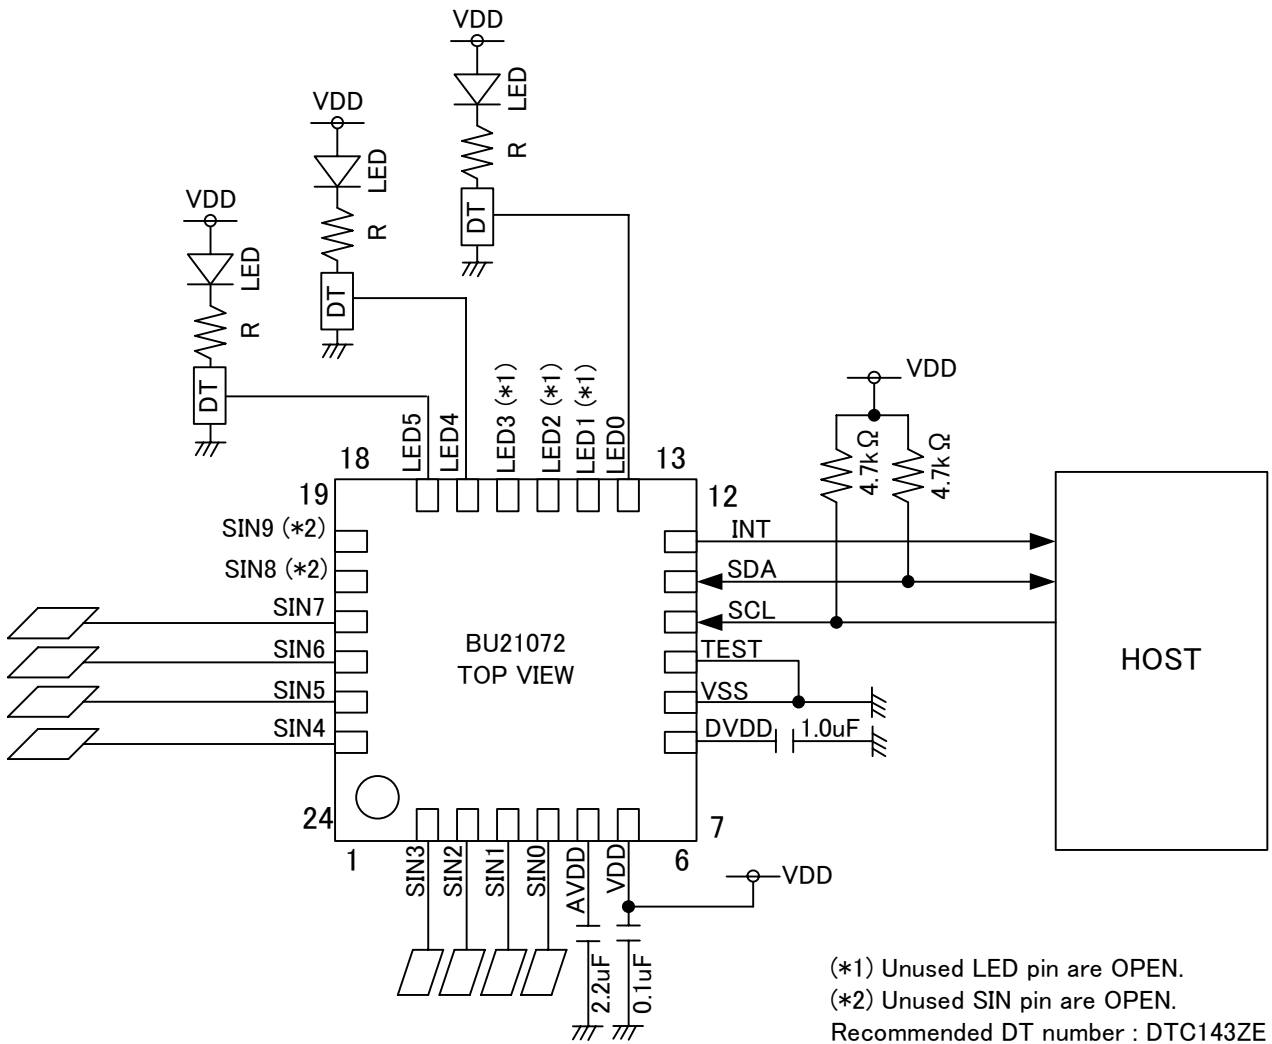 VDD
LED
R
DT
VDD
LED
R
DT
VDD
LED
R
DT
VDD
4.7kΩ
4.7kΩ
18
LED5
LED4
LED3 (*1)
LED2 (*1)
LED1 (*1)
LED0
13
19
12
SIN9 (*2)
SIN8 (*2)
SIN7
SIN6
SIN5
SIN4
BU21072
TOP VIEW
INT
SDA
SCL
TEST
VSS
DVDD
1.0uF
HOST
24
7
1
SIN3
SIN2
SIN1
SIN0
AVDD
VDD
6
VDD
2.2uF
0.1uF
(*1) Unused LED pin are OPEN.
(*2) Unused SIN pin are OPEN.
Recommended DT number : DTC143ZE